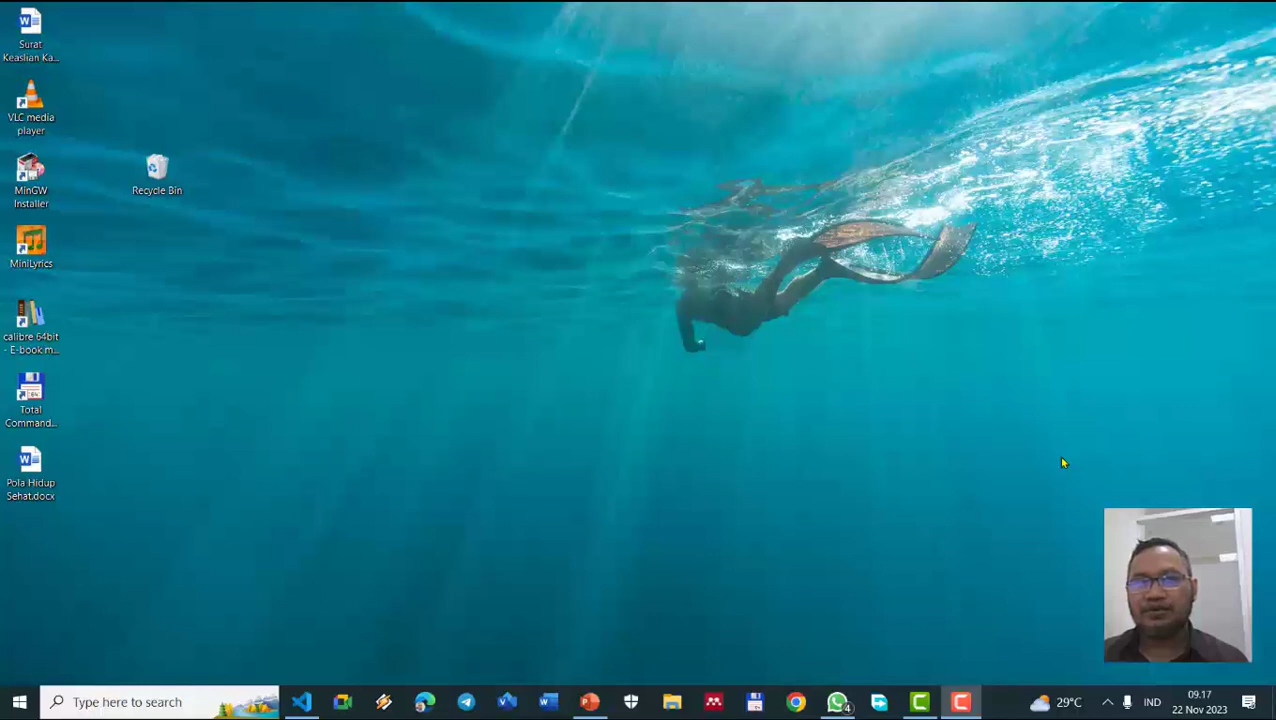 Surat
Keaslian Ka...
VLC media
player
MinGW
Installer
Recycle Bin
MiniLyrics
calibre 64bit
- E-book m...
Total
Command...
Pola Hidup
Sehat.docx
Type here to search
4
29°C
IND
09.17
22 Nov 2023